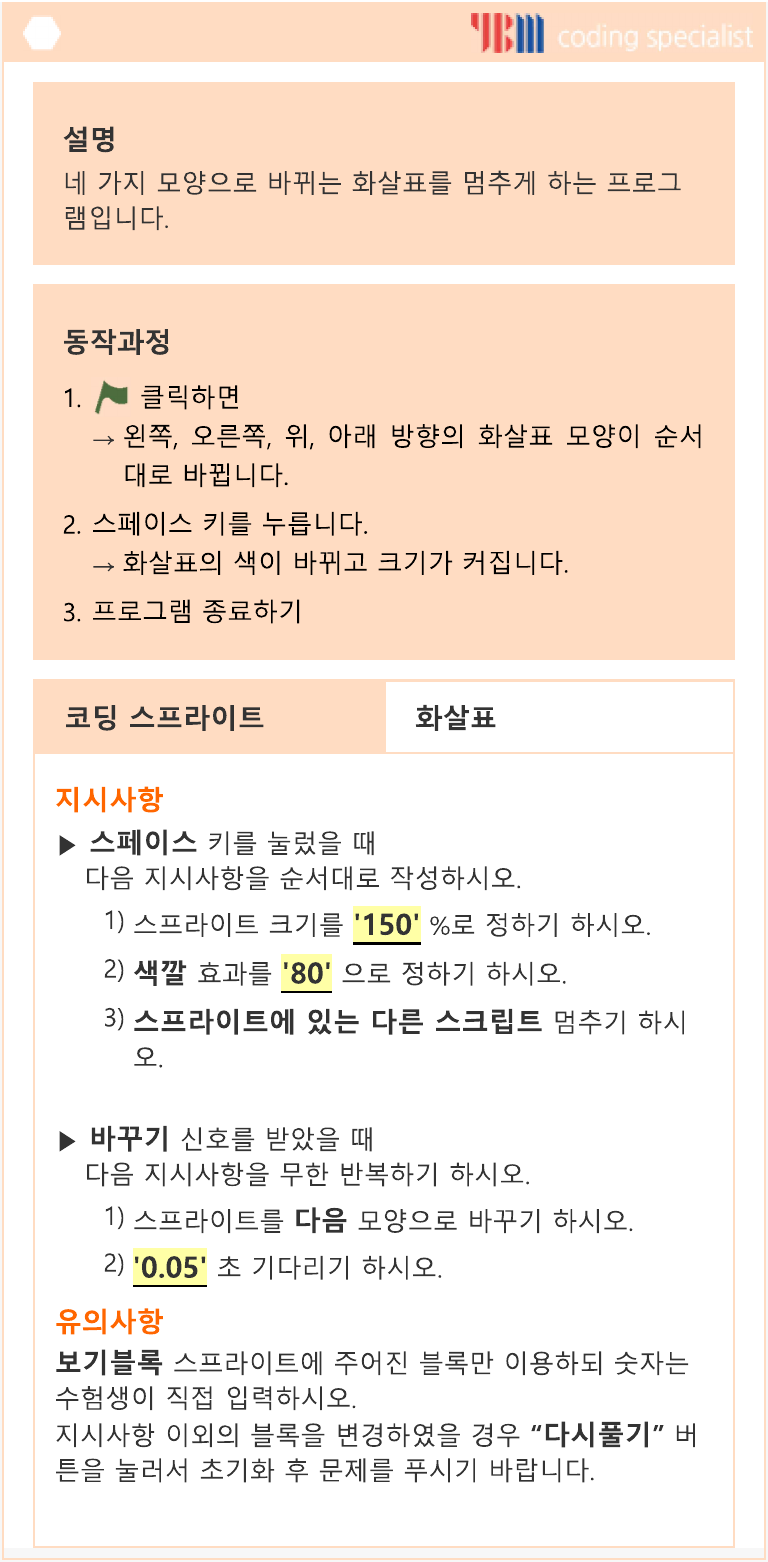 YBM coding specialist
설명
네 가지 모양으로 바뀌는 화살표를 멈추게 하는 프로그
램입니다.
동작과정
1. 클릭하면
→ 왼쪽, 오른쪽, 위, 아래 방향의 화살표 모양이 순서
대로 바뀝니다.
2. 스페이스 키를 누릅니다.
→ 화살표의 색이 바뀌고 크기가 커집니다.
3. 프로그램 종료하기
코딩 스프라이트
화살표
지시사항
▶ 스페이스 키를 눌렀을 때
다음 지시사항을 순서대로 작성하시오.
1) 스프라이트 크기를 '150' %로 정하기 하시오.
2) 색깔 효과를 '80' 으로 정하기 하시오.
3) 스프라이트에 있는 다른 스크립트 멈추기 하시
오.
▶ 바꾸기 신호를 받았을 때
다음 지시사항을 무한 반복하기 하시오.
1) 스프라이트를 다음 모양으로 바꾸기 하시오.
2) '0.05' 초 기다리기 하시오.
유의사항
보기블록 스프라이트에 주어진 블록만 이용하되 숫자는
수험생이 직접 입력하시오.
지시사항 이외의 블록을 변경하였을 경우 “다시풀기” 버
튼을 눌러서 초기화 후 문제를 푸시기 바랍니다.